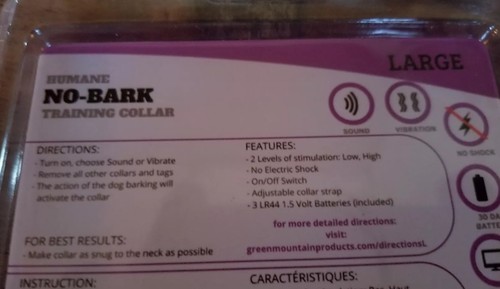 LARGE
HUMANE
NO-BARK
TRAINING COLLAR
SOUND
VIBRATION
NO SHOCK
DIRECTIONS:
- Turn on, choose Sound or Vibrate
- Remove all other collars and tags
- The action of the dog barking will
activate the collar
FEATURES:
- 2 Levels of stimulation: Low, High
- No Electric Shock
- On/Off Switch
- Adjustable collar strap
- 3 LR44 1.5 Volt Batteries (included)
for more detailed directions:
visit:
greenmountainproducts.com/directionsL
30 DA
BATTE
FOR BEST RESULTS:
- Make collar as snug to the neck as possible
INSTRUCTION:
CARACTÉRISTIQUES: